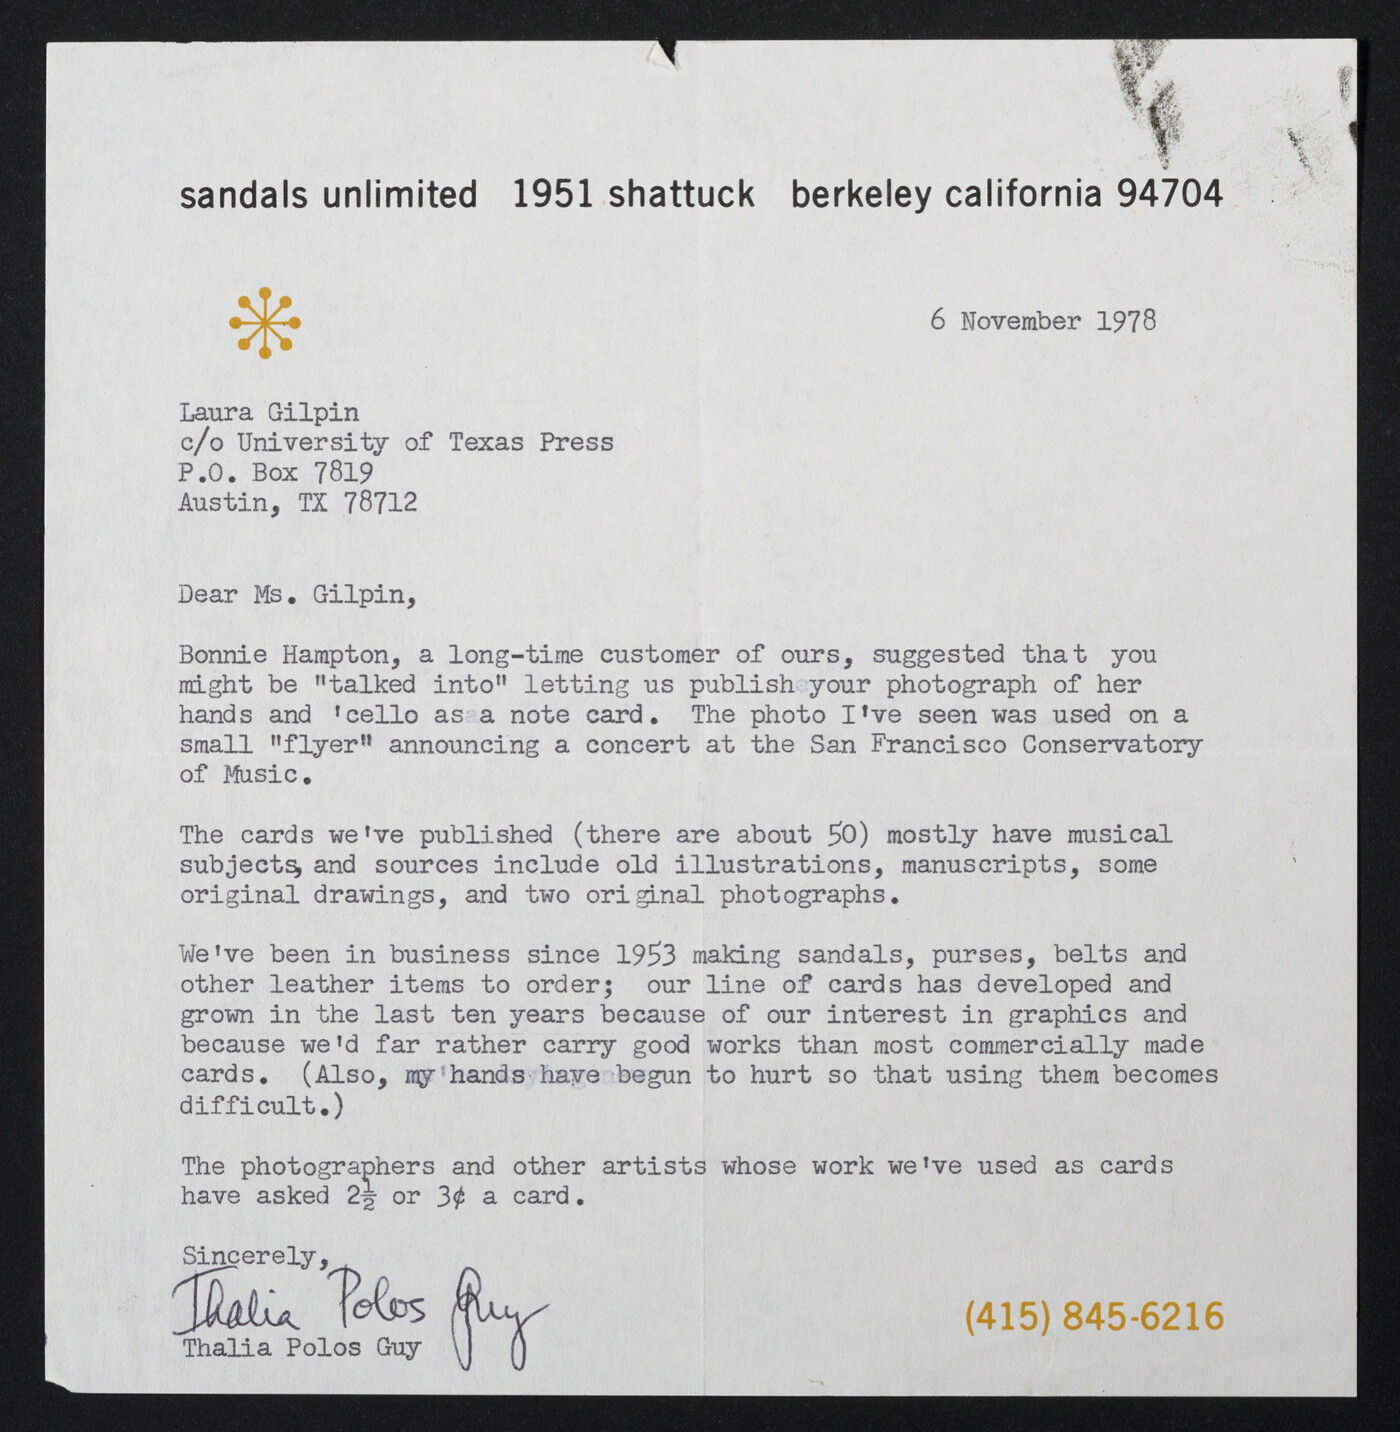 sandals unlimited 1951 shattuck berkeley california 94704
6 November 1978
Laura Gilpin
c/o University of Texas Press
P.O. Box 7819
Austin, TX 78712
Dear Ms. Gilpin,
Bonnie Hampton, a long-time customer of ours, suggested that you
might be "talked into" letting us publish your photograph of her
hands and 'cello as a note card. The photo I've seen was used on a
small "flyer" announcing a concert at the San Francisco Conservatory
of Music.
The cards we've published (there are about 50) mostly have musical
subjects, and sources include old illustrations, manuscripts, some
original drawings, and two original photographs.
We've been in business since 1953 making sandals, purses, belts and
other leather items to order; our line of cards has developed and
grown in the last ten years because of our interest in graphics and
because we'd far rather carry good works than most commercially made
cards. (Also, my hands have begun to hurt so that using them becomes
difficult.)
The photographers and other artists whose work we've used as cards
have asked 2½ or 3¢ a card.
Sincerely,
Thalia Polos Guy
Thalia Polos Guy
(415) 845-6216